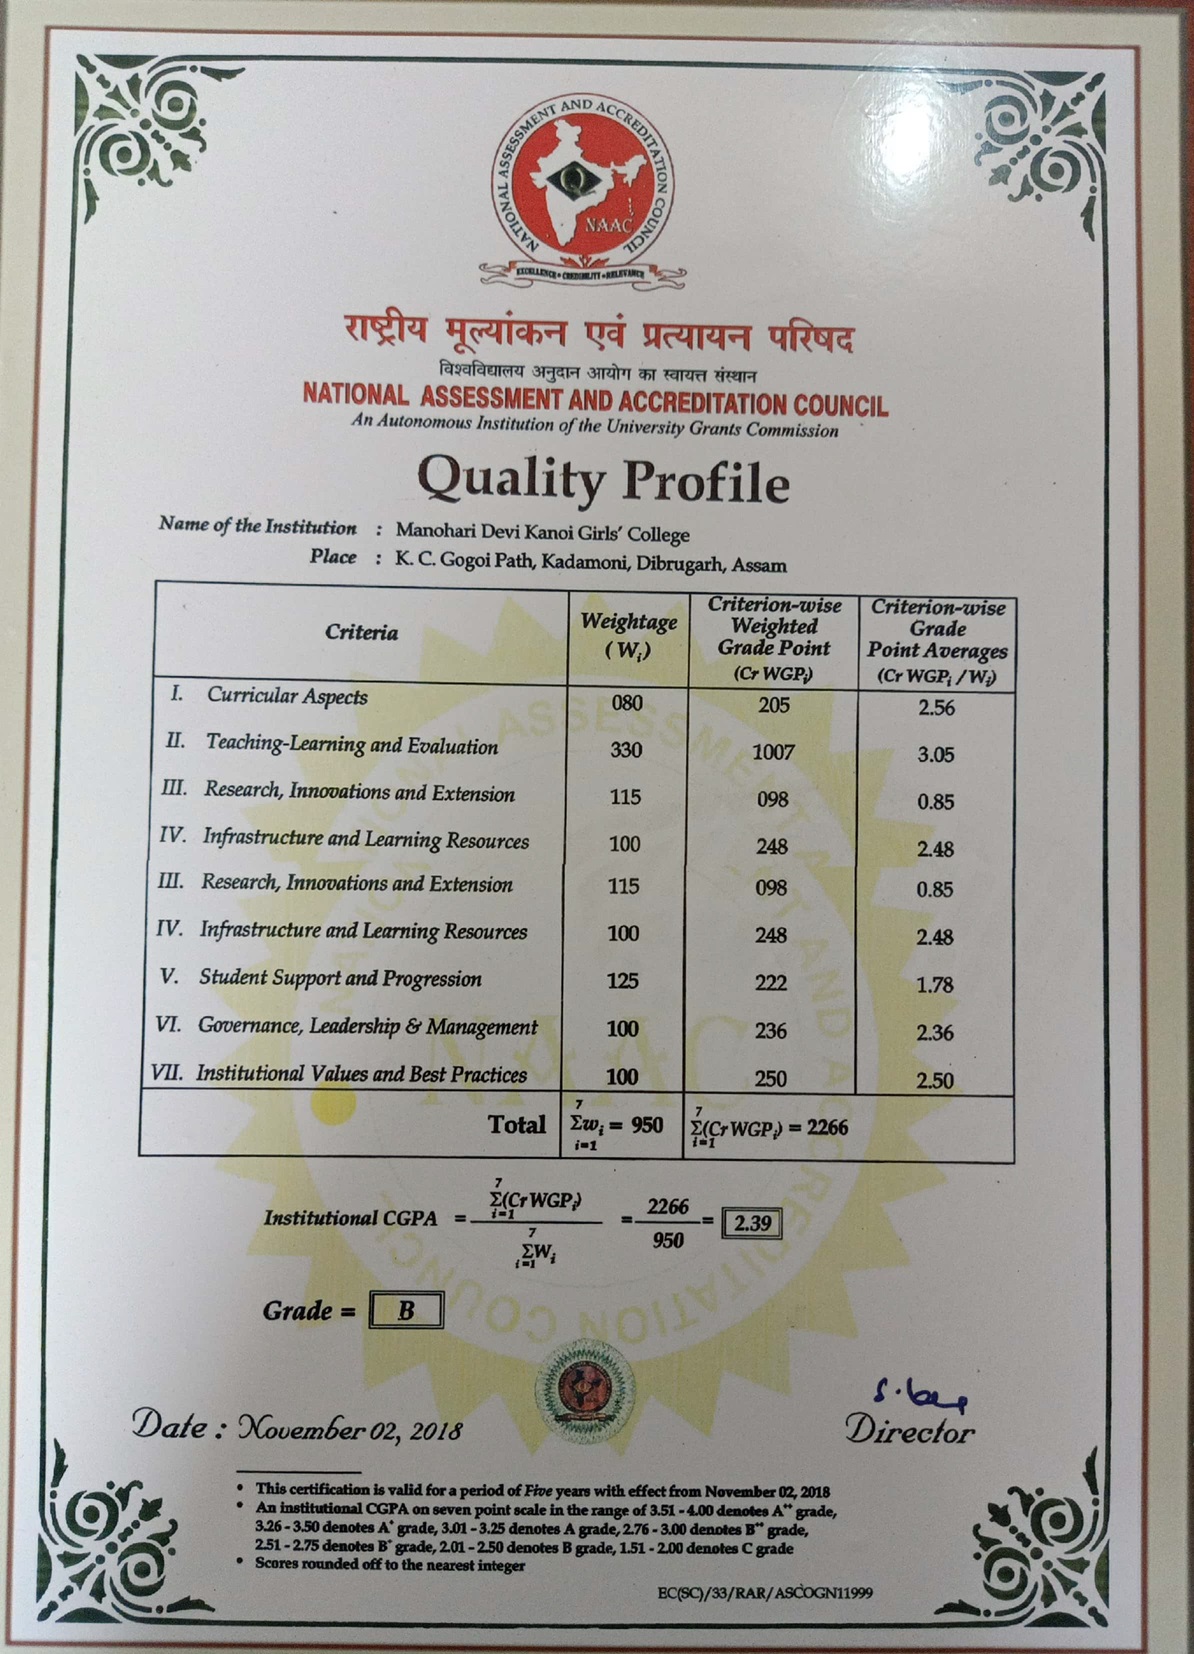 NATIONAL ASSESSMENT AND ACCREDITATION COUNCIL
Q
NAAC
EXCELLENCE • CREDIBILITY • RELEVANCE
राष्ट्रीय मूल्यांकन एवं प्रत्यायन परिषद
विश्वविद्यालय अनुदान आयोग का स्वायत्त संस्थान
NATIONAL ASSESSMENT AND ACCREDITATION COUNCIL
An Autonomous Institution of the University Grants Commission
Quality Profile
Name of the Institution : Manohari Devi Kanoi Girls' College
Place : K. C. Gogoi Path, Kadamoni, Dibrugarh, Assam
Criteria Weightage (Wᵢ) Criterion-wise Weighted Grade Point (Cr WGPᵢ) Criterion-wise Grade Point Averages (Cr WGPᵢ / Wᵢ)
I. Curricular Aspects 080 205 2.56
II. Teaching-Learning and Evaluation 330 1007 3.05
III. Research, Innovations and Extension 115 098 0.85
IV. Infrastructure and Learning Resources 100 248 2.48
III. Research, Innovations and Extension 115 098 0.85
IV. Infrastructure and Learning Resources 100 248 2.48
V. Student Support and Progression 125 222 1.78
VI. Governance, Leadership & Management 100 236 2.36
VII. Institutional Values and Best Practices 100 250 2.50
Total 7 Σwᵢ = 950 i=1 7 Σ(Cr WGPᵢ) = 2266 i=1
Institutional CGPA = 7 Σ(Cr WGPᵢ) i=1 / 7 ΣWᵢ i=1 = 2266 / 950 = 2.39
Grade = B
Date : November 02, 2018
Director
• This certification is valid for a period of Five years with effect from November 02, 2018
• An institutional CGPA on seven point scale in the range of 3.51 - 4.00 denotes A⁺⁺ grade,
3.26 - 3.50 denotes A⁺ grade, 3.01 - 3.25 denotes A grade, 2.76 - 3.00 denotes B⁺⁺ grade,
2.51 - 2.75 denotes B⁺ grade, 2.01 - 2.50 denotes B grade, 1.51 - 2.00 denotes C grade
• Scores rounded off to the nearest integer
EC(SC)/33/RAR/ASCOGN11999